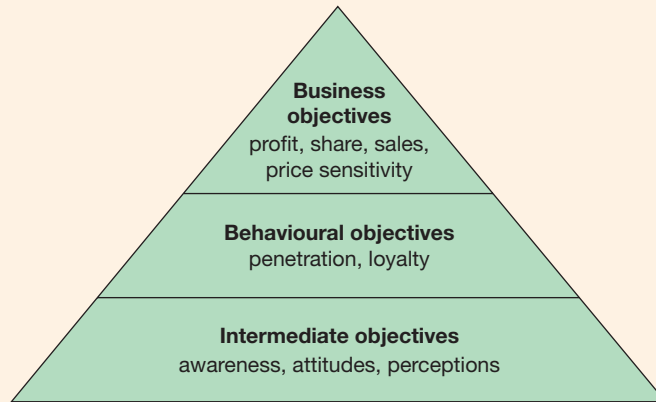 Business
objectives
profit, share, sales,
price sensitivity
Behavioural objectives
penetration, loyalty
Intermediate objectives
awareness, attitudes, perceptions